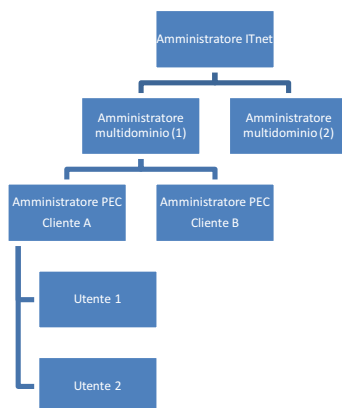 Amministratore ITnet
Amministratore
multidominio (1)
Amministratore
multidominio (2)
Amministratore PEC
Cliente A
Amministratore PEC
Cliente B
Utente 1
Utente 2